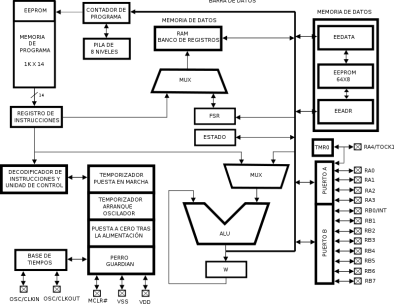 BARRA DE DATOS
EEPROM
MEMORIA
DE
PROGRAMA
1K X 14
CONTADOR DE
PROGRAMA
PILA DE
8 NIVELES
MEMORIA DE DATOS
RAM
BANCO DE REGISTROS
MUX
MEMORIA DE DATOS
EEDATA
EEPROM
64X8
EEADR
14
REGISTRO DE
INSTRUCCIONES
FSR
ESTADO
DECODIFICADOR DE
INSTRUCCIONES Y
UNIDAD DE CONTROL
TEMPORIZADOR
PUESTA EN MARCHA
TEMPORIZADOR
ARRANQUE
OSCILADOR
PUESTA A CERO TRAS
LA ALIMENTACIÓN
PERRO
GUARDIAN
BASE DE
TIEMPOS
OSC/CLKIN
OSC/CLKOUT
MCLR#
VSS
VDD
MUX
ALU
W
TMR0
RA4/TOCK1
PUERTO A
RA0
RA1
RA2
RA3
PUERTO B
RB0/INT
RB1
RB2
RB3
RB4
RB5
RB6
RB7